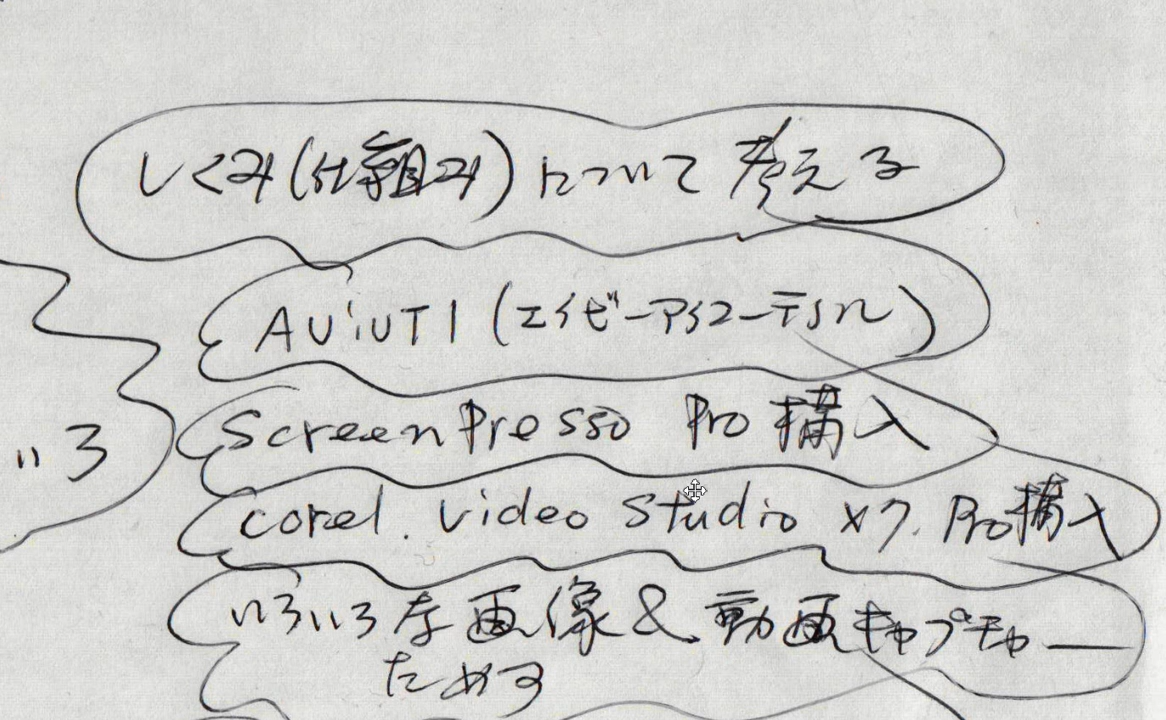 しくみ(仕組み)について考える
AViUTl(エイゼーアイユーティル)
ScreenPresso Pro 購入
corel. Video Studio X7. Pro購入
いろ
いろいろな画像&動画キャプチャー
ためる